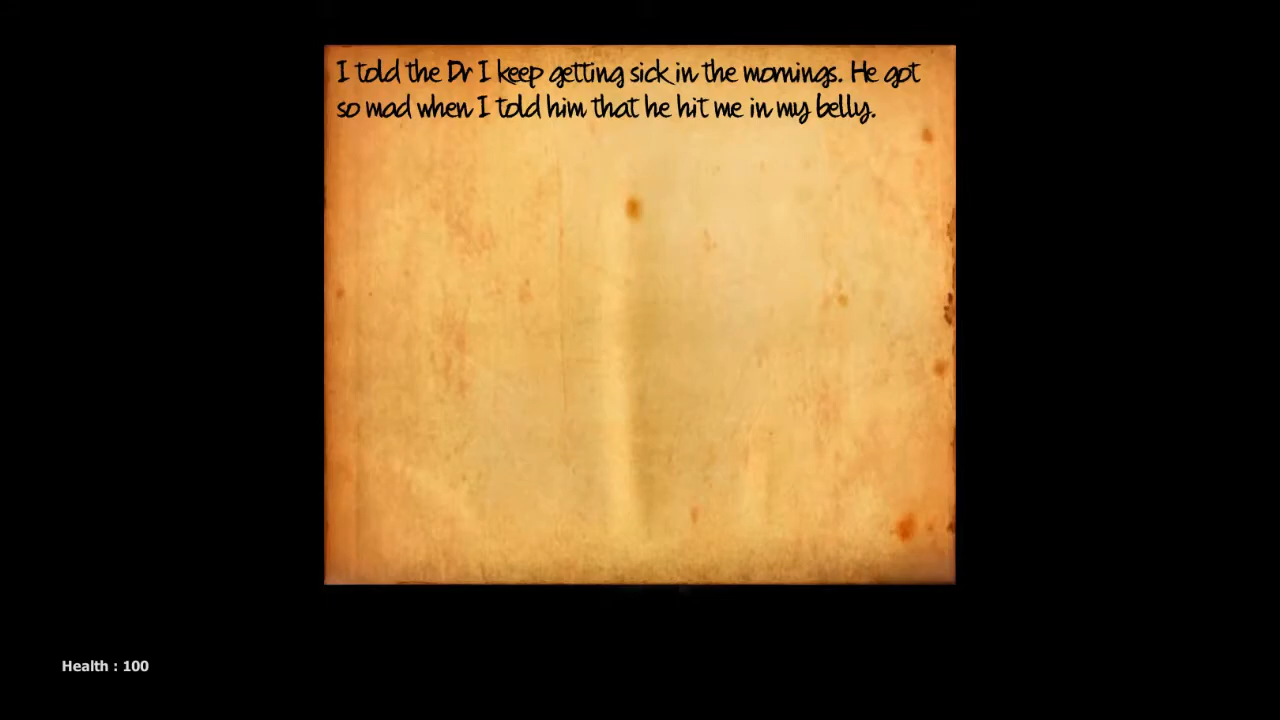 I told the Dr I keep getting sick in the mornings. He got
so mad when I told him that he hit me in my belly.
Health : 100